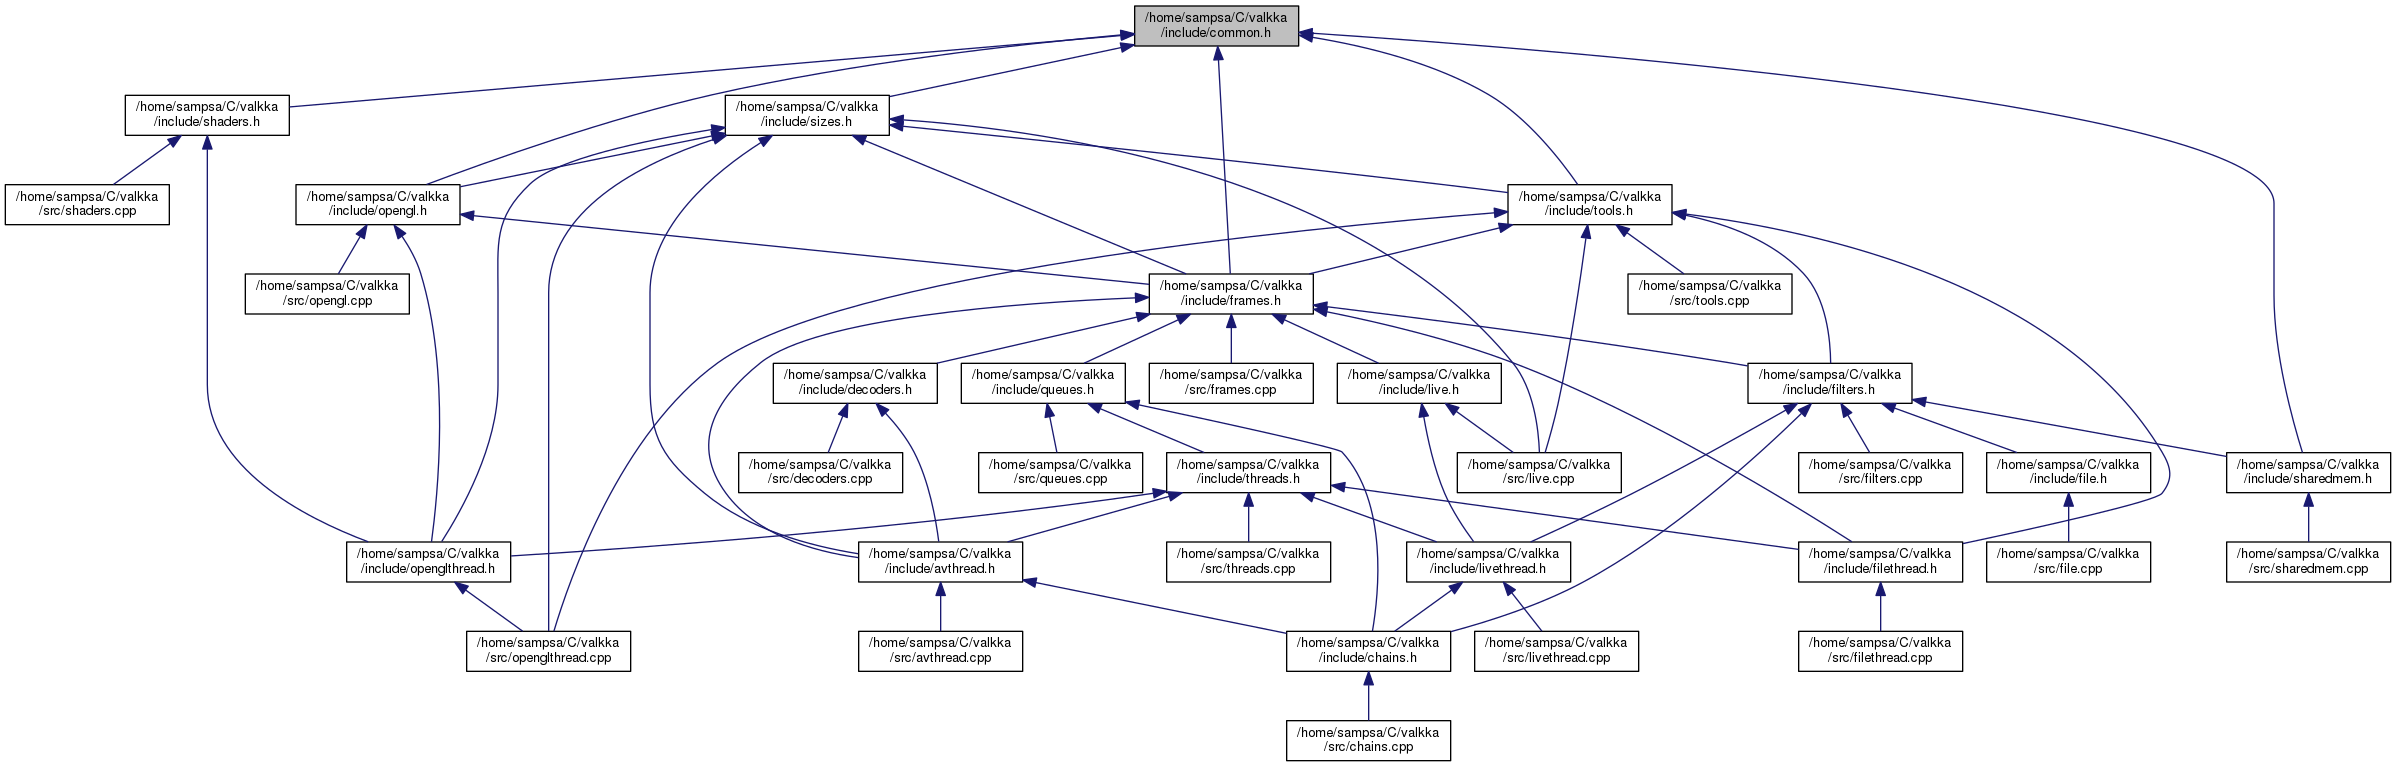 /home/sampsa/C/valkka
/include/common.h
/home/sampsa/C/valkka
/include/shaders.h
/home/sampsa/C/valkka
/include/sizes.h
/home/sampsa/C/valkka
/src/shaders.cpp
/home/sampsa/C/valkka
/include/opengl.h
/home/sampsa/C/valkka
/include/tools.h
/home/sampsa/C/valkka
/src/opengl.cpp
/home/sampsa/C/valkka
/include/frames.h
/home/sampsa/C/valkka
/src/tools.cpp
/home/sampsa/C/valkka
/include/decoders.h
/home/sampsa/C/valkka
/include/queues.h
/home/sampsa/C/valkka
/src/frames.cpp
/home/sampsa/C/valkka
/include/live.h
/home/sampsa/C/valkka
/include/filters.h
/home/sampsa/C/valkka
/src/decoders.cpp
/home/sampsa/C/valkka
/src/queues.cpp
/home/sampsa/C/valkka
/include/threads.h
/home/sampsa/C/valkka
/src/live.cpp
/home/sampsa/C/valkka
/src/filters.cpp
/home/sampsa/C/valkka
/include/file.h
/home/sampsa/C/valkka
/include/sharedmem.h
/home/sampsa/C/valkka
/include/openglthread.h
/home/sampsa/C/valkka
/include/avthread.h
/home/sampsa/C/valkka
/src/threads.cpp
/home/sampsa/C/valkka
/include/livethread.h
/home/sampsa/C/valkka
/include/filethread.h
/home/sampsa/C/valkka
/src/file.cpp
/home/sampsa/C/valkka
/src/sharedmem.cpp
/home/sampsa/C/valkka
/src/openglthread.cpp
/home/sampsa/C/valkka
/src/avthread.cpp
/home/sampsa/C/valkka
/include/chains.h
/home/sampsa/C/valkka
/src/livethread.cpp
/home/sampsa/C/valkka
/src/filethread.cpp
/home/sampsa/C/valkka
/src/chains.cpp